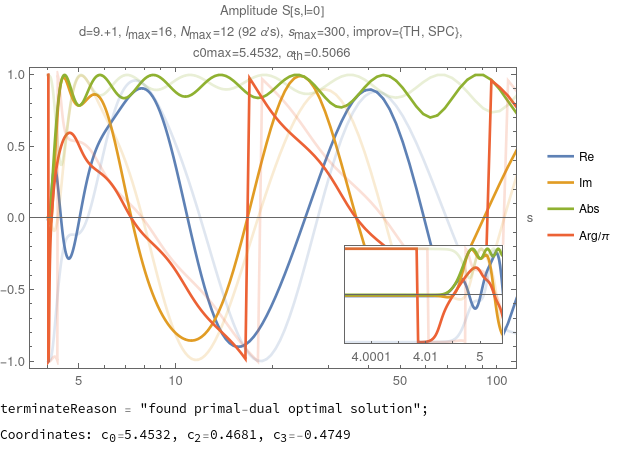 Amplitude S[s,l=0]
d=9.+1, lmax=16, Nmax=12 (92 α's), smax=300, improv={TH, SPC},
c0max=5.4532, αth=0.5066
1.0
0.5
0.0
-0.5
-1.0
s
5 10 50 100
4.0001 4.01 5
Re
Im
Abs
Arg/π
terminateReason = "found primal-dual optimal solution";
Coordinates: c0=5.4532, c2=0.4681, c3=-0.4749